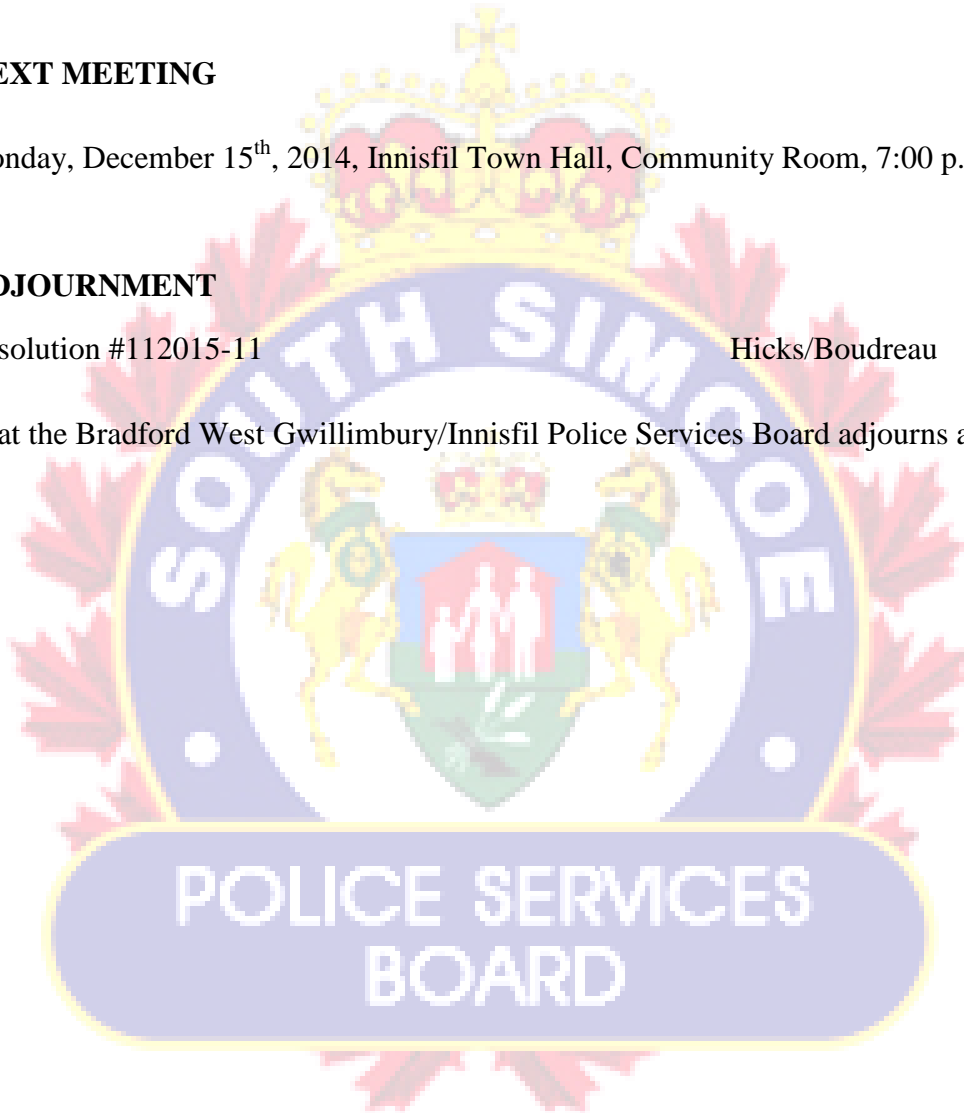 EXT MEETING
onday, December 15th, 2014, Innisfil Town Hall, Community Room, 7:00 p.
DJOURNMENT
solution #112015-11 Hicks/Boudreau
at the Bradford West Gwillimbury/Innisfil Police Services Board adjourns a
SOUTH SIMCOE
POLICE SERVICES
BOARD